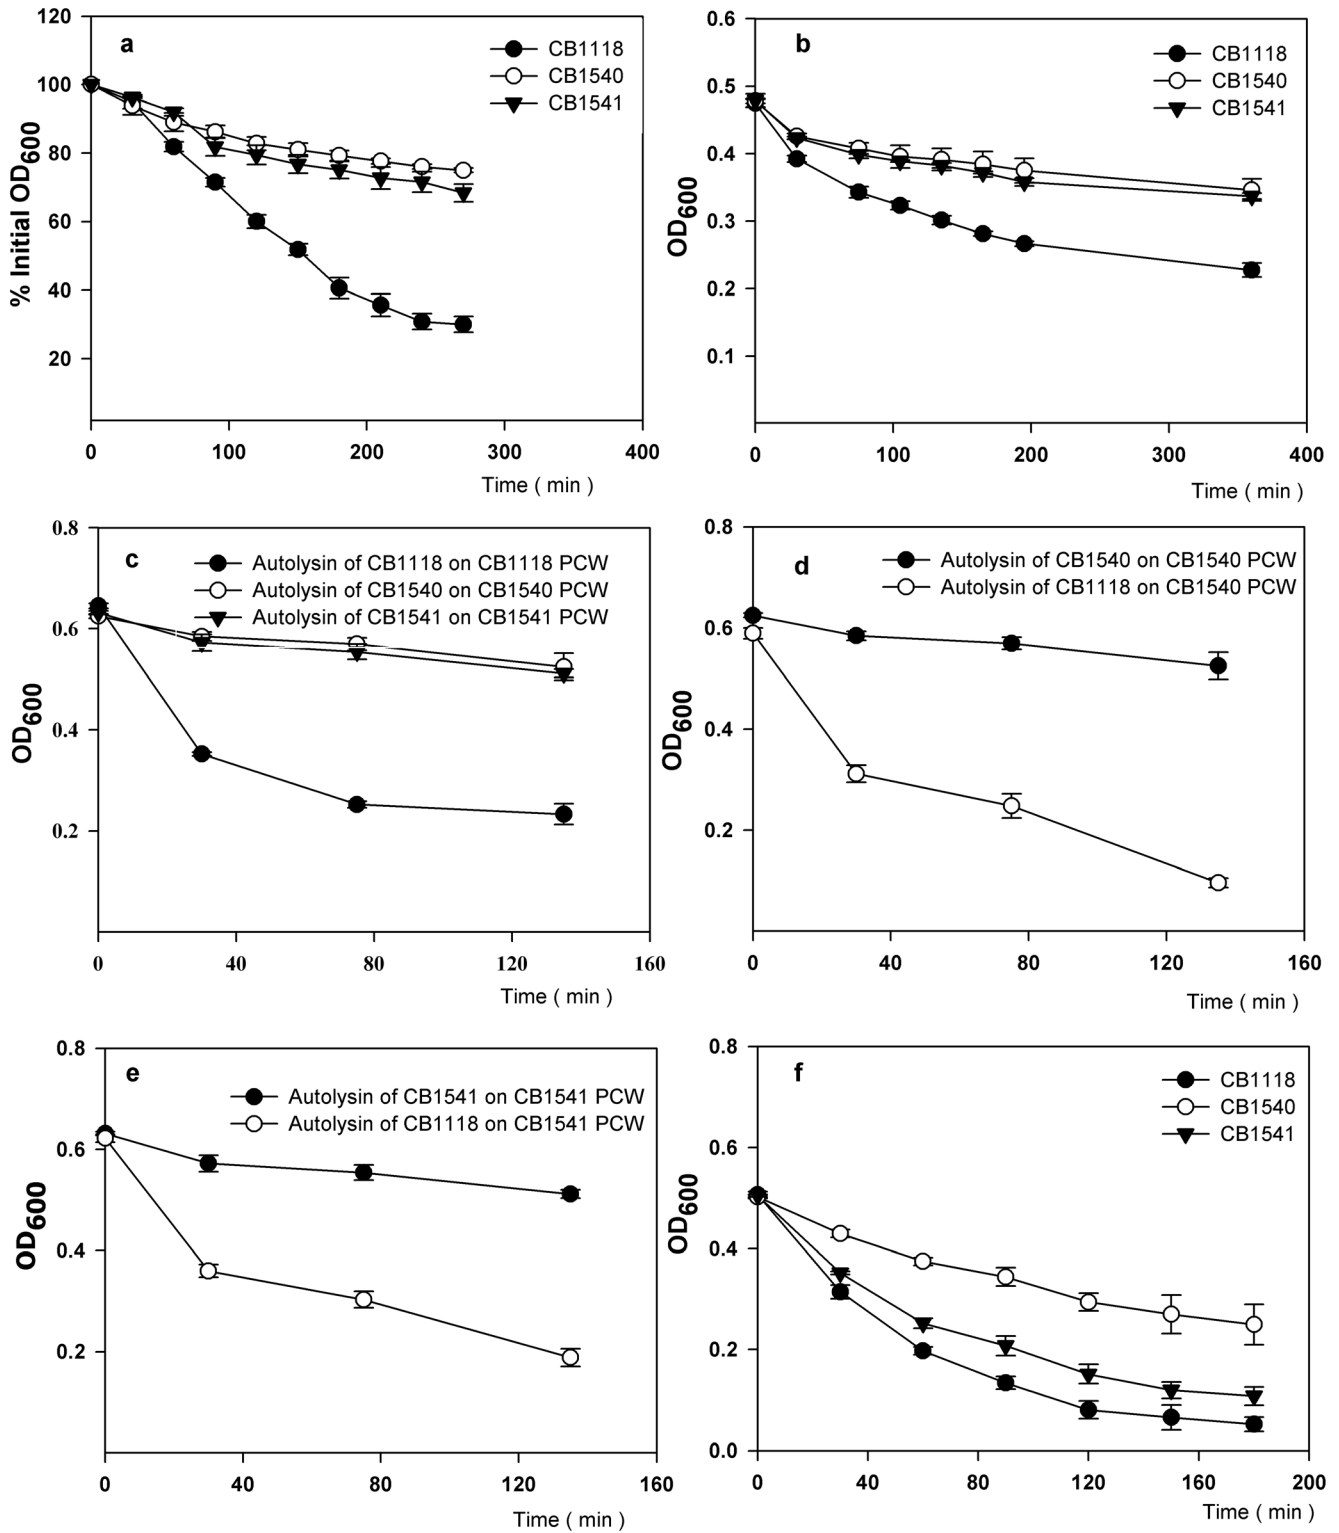 a
CB1118
CB1540
CB1541
120
100
80
60
40
20
% Initial OD600
0 100 200 300 400
Time ( min )
b
CB1118
CB1540
CB1541
0.6
0.5
0.4
0.3
0.2
0.1
OD600
0 100 200 300 400
Time ( min )
c
Autolysin of CB1118 on CB1118 PCW
Autolysin of CB1540 on CB1540 PCW
Autolysin of CB1541 on CB1541 PCW
0.8
0.6
0.4
0.2
OD600
0 40 80 120 160
Time ( min )
d
Autolysin of CB1540 on CB1540 PCW
Autolysin of CB1118 on CB1540 PCW
0.8
0.6
0.4
0.2
OD600
0 40 80 120 160
Time ( min )
e
Autolysin of CB1541 on CB1541 PCW
Autolysin of CB1118 on CB1541 PCW
0.8
0.6
0.4
0.2
OD600
0 40 80 120 160
Time ( min )
f
CB1118
CB1540
CB1541
0.8
0.6
0.4
0.2
0.0
OD600
0 40 80 120 160 200
Time ( min )